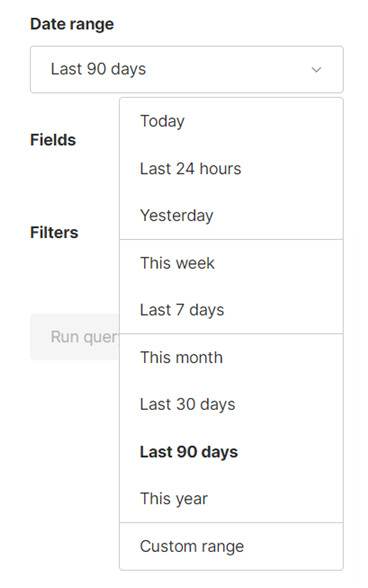 Date range
Last 90 days
Today
Fields
Last 24 hours
Yesterday
Filters
This week
Last 7 days
Run quer
This month
Last 30 days
Last 90 days
This year
Custom range